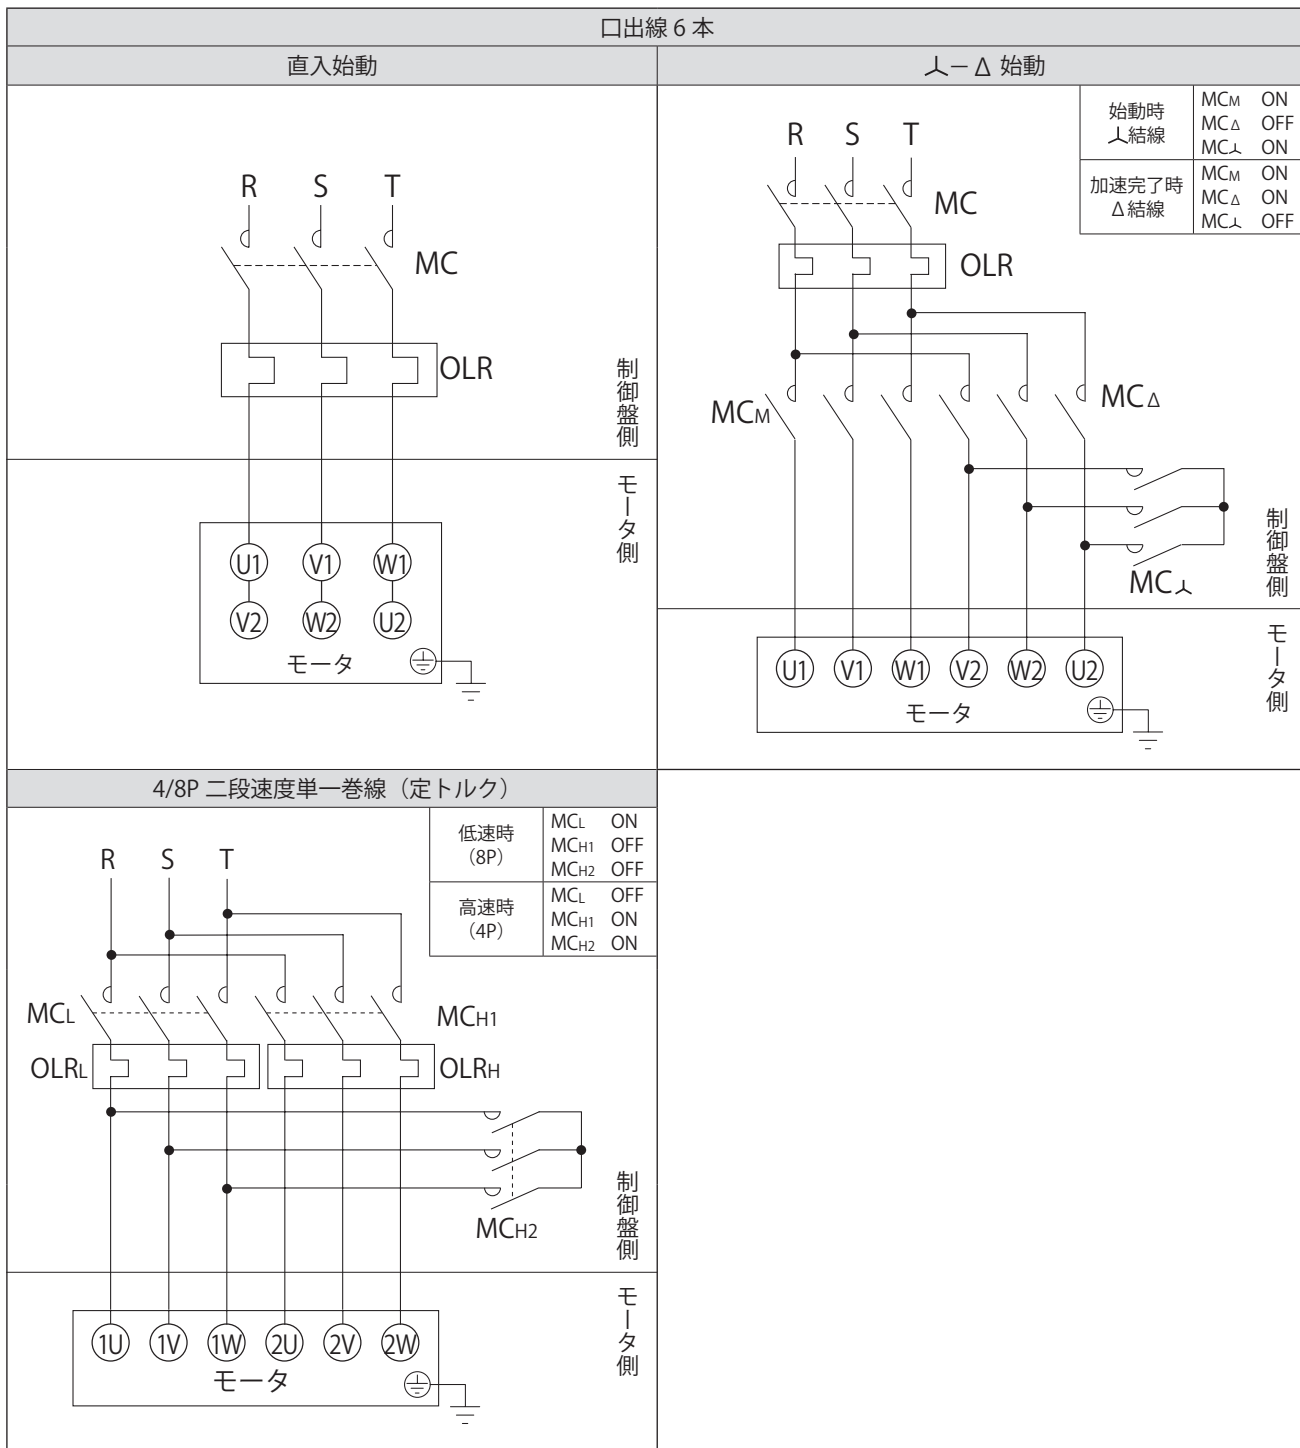 口出線 6 本
直入始動
人－Δ 始動
R S T
MC
OLR
制御盤側
モータ側
U1 V1 W1
V2 W2 U2
モータ
始動時
人結線
MCM ON
MCΔ OFF
MC人 ON
加速完了時
Δ結線
MCM ON
MCΔ ON
MC人 OFF
R S T
MC
OLR
MCM
MCΔ
MC人
制御盤側
モータ側
U1 V1 W1 V2 W2 U2
モータ
4/8P 二段速度単一巻線（定トルク）
低速時
（8P）
MCL ON
MCH1 OFF
MCH2 OFF
高速時
（4P）
MCL OFF
MCH1 ON
MCH2 ON
R S T
MCL
MCH1
OLRL
OLRH
MCH2
制御盤側
モータ側
1U 1V 1W 2U 2V 2W
モータ